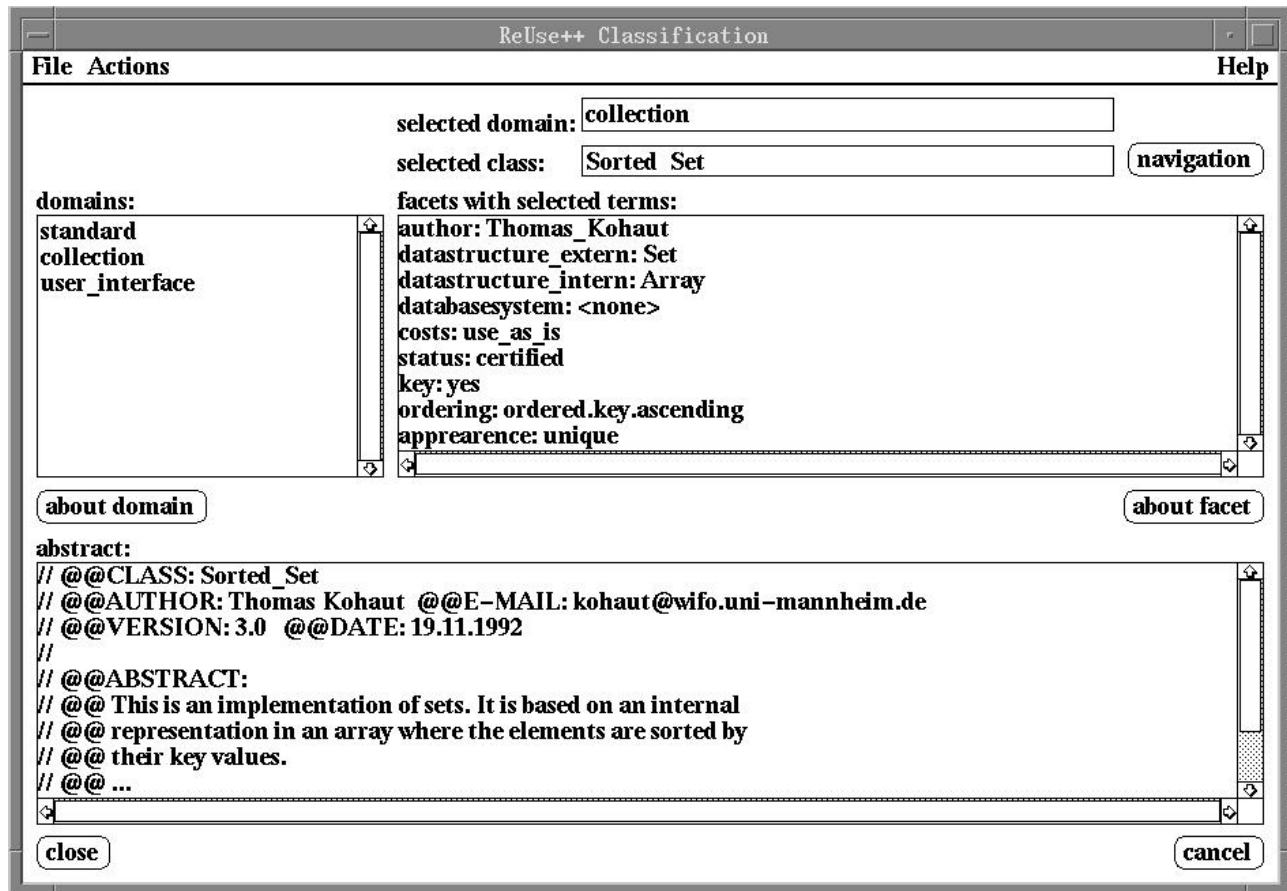 ReUse++ Classification
File Actions Help
selected domain: collection
selected class: Sorted Set navigation
domains: facets with selected terms:
standard
collection
user_interface
author: Thomas_Kohaut
datastructure_extern: Set
datastructure_intern: Array
databasesystem: <none>
costs: use_as_is
status: certified
key: yes
ordering: ordered.key.ascending
apprearence: unique
about domain about facet
abstract:
// @@CLASS: Sorted_Set
// @@AUTHOR: Thomas Kohaut @@E-MAIL: kohaut@wifo.uni-mannheim.de
// @@VERSION: 3.0 @@DATE: 19.11.1992
//
// @@ABSTRACT:
// @@ This is an implementation of sets. It is based on an internal
// @@ representation in an array where the elements are sorted by
// @@ their key values.
// @@ ...
close cancel